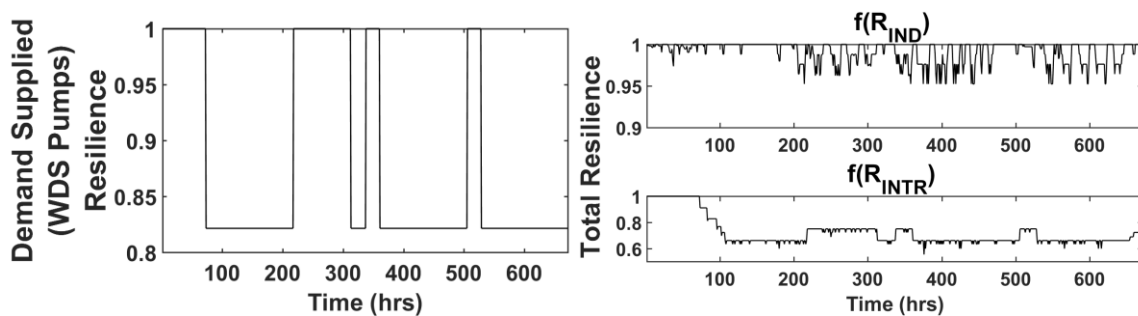 Demand Supplied
(WDS Pumps)
Resilience
1
0.95
0.9
0.85
0.8
100 200 300 400 500 600
Time (hrs)
Total Resilience
f(R_IND)
1
0.95
0.9
100 200 300 400 500 600
f(R_INTR)
1
0.8
0.6
100 200 300 400 500 600
Time (hrs)